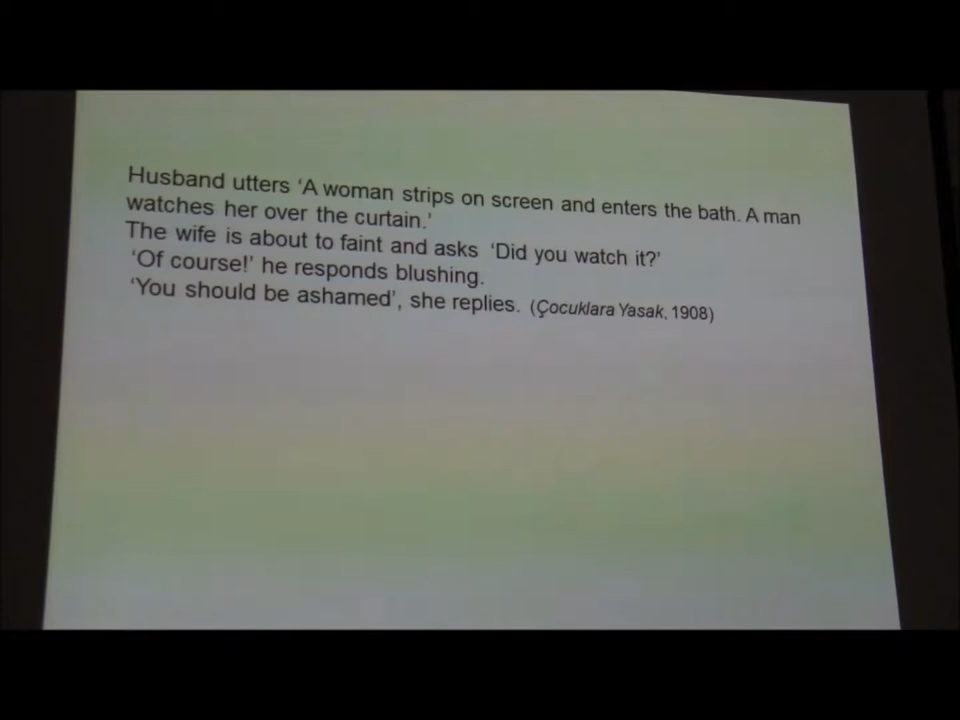 Husband utters ‘A woman strips on screen and enters the bath. A man
watches her over the curtain.’
The wife is about to faint and asks ‘Did you watch it?’
‘Of course!’ he responds blushing.
‘You should be ashamed’, she replies. (Çocuklara Yasak, 1908)